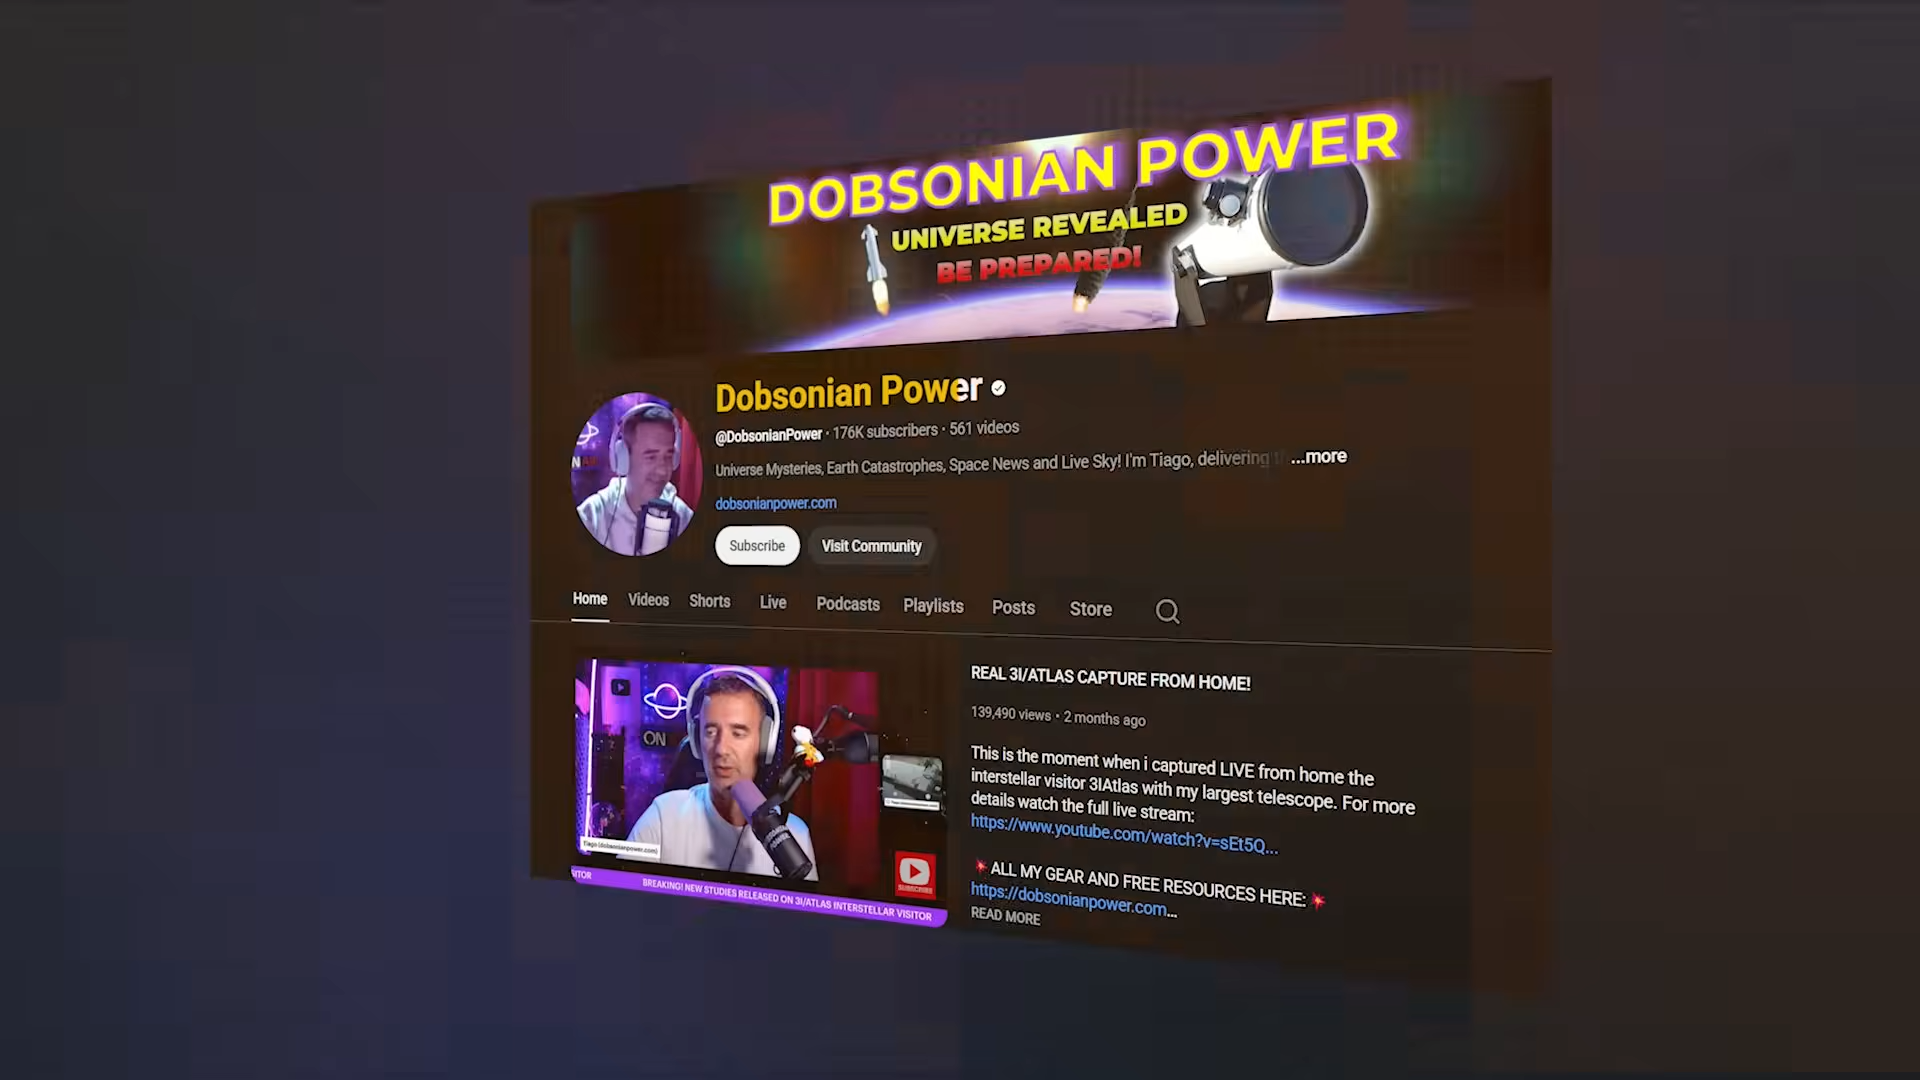 DOBSONIAN POWER
UNIVERSE REVEALED
BE PREPARED!
Dobsonian Power
@DobsonianPower · 176K subscribers · 561 videos
Universe Mysteries, Earth Catastrophes, Space News and Live Sky! I'm Tiago, delivering ...more
dobsonianpower.com
Subscribe
Visit Community
Home Videos Shorts Live Podcasts Playlists Posts Store
ON
Tiago (dobsonianpower.com)
SUBSCRIBE
ITOR BREAKING! NEW STUDIES RELEASED ON 3I/ATLAS INTERSTELLAR VISITOR
REAL 3I/ATLAS CAPTURE FROM HOME!
139,490 views · 2 months ago
This is the moment when i captured LIVE from home the
interstellar visitor 3IAtlas with my largest telescope. For more
details watch the full live stream:
https://www.youtube.com/watch?v=sEt5Q...
💥ALL MY GEAR AND FREE RESOURCES HERE:💥
https://dobsonianpower.com...
READ MORE